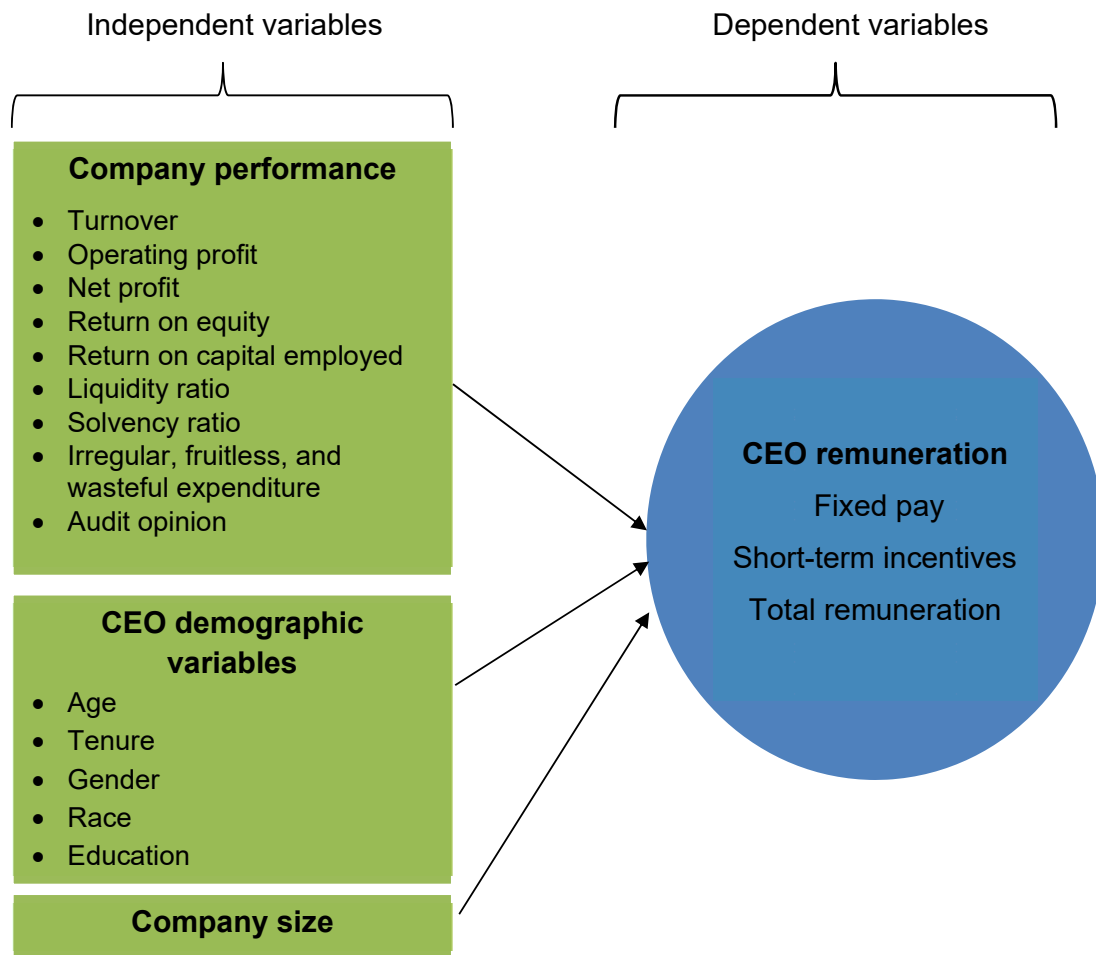 Independent variables
Dependent variables
Company performance
• Turnover
• Operating profit
• Net profit
• Return on equity
• Return on capital employed
• Liquidity ratio
• Solvency ratio
• Irregular, fruitless, and
wasteful expenditure
• Audit opinion
CEO demographic
variables
• Age
• Tenure
• Gender
• Race
• Education
Company size
CEO remuneration
Fixed pay
Short-term incentives
Total remuneration